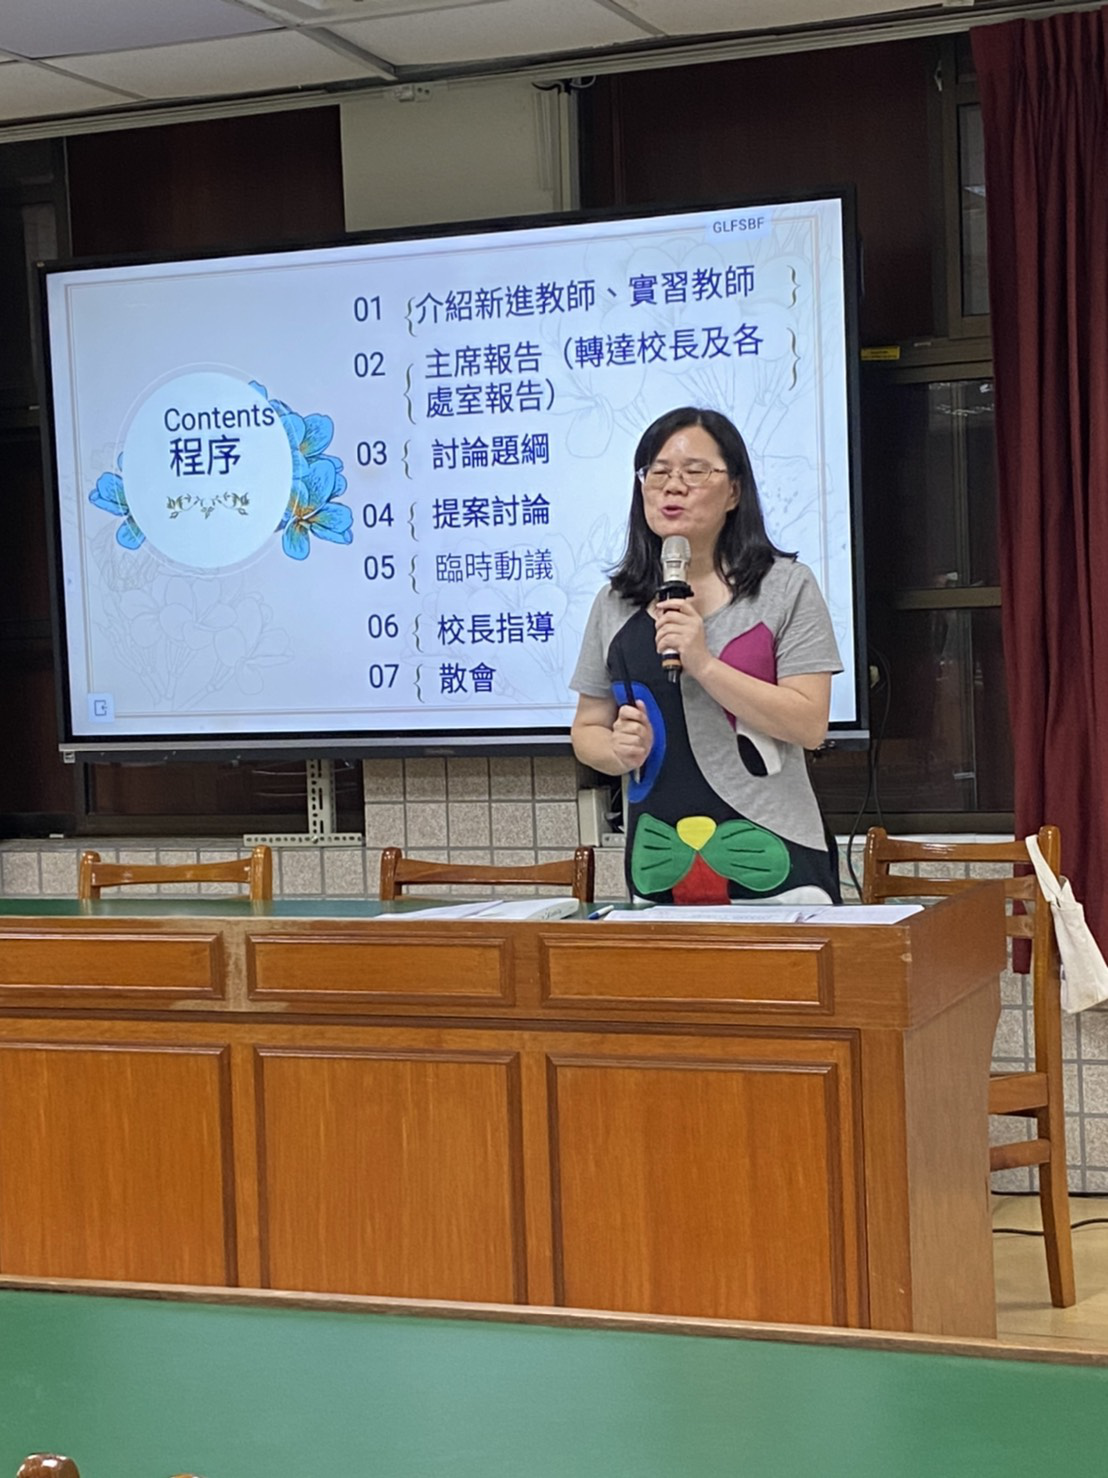 GLFSBF
Contents
程序
01 {介紹新進教師、實習教師 }
02 { 主席報告（轉達校長及各 }
處室報告）
03 { 討論題綱
04 { 提案討論
05 { 臨時動議
06 { 校長指導
07 { 散會